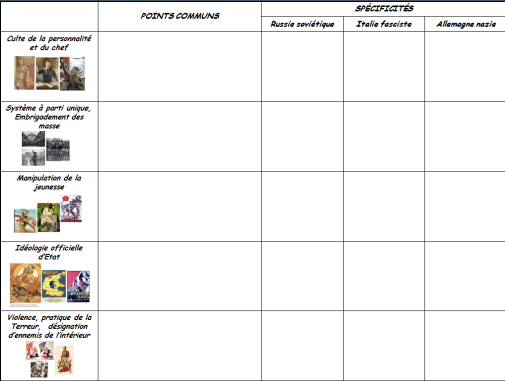 POINTS COMMUNS
SPÉCIFICITÉS
Russie soviétique
Italie fasciste
Allemagne nazie
Culte de la personnalité
et du chef
Système à parti unique,
Embrigadement des
masse
Manipulation de la
jeunesse
Idéologie officielle
d'Etat
Violence, pratique de la
Terreur, désignation
d'ennemis de l'intérieur